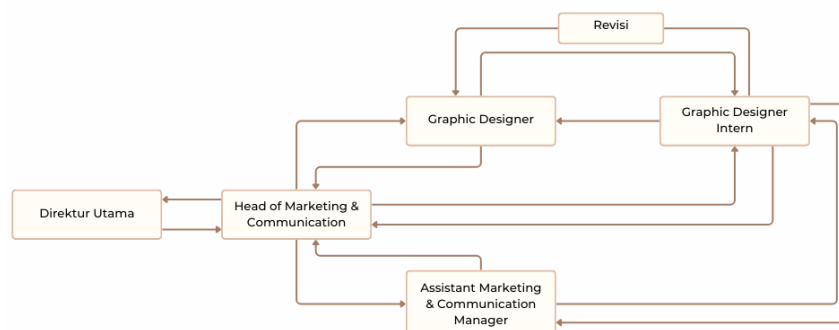 Revisi
Graphic Designer
Graphic Designer
Intern
Direktur Utama
Head of Marketing &
Communication
Assistant Marketing
& Communication
Manager